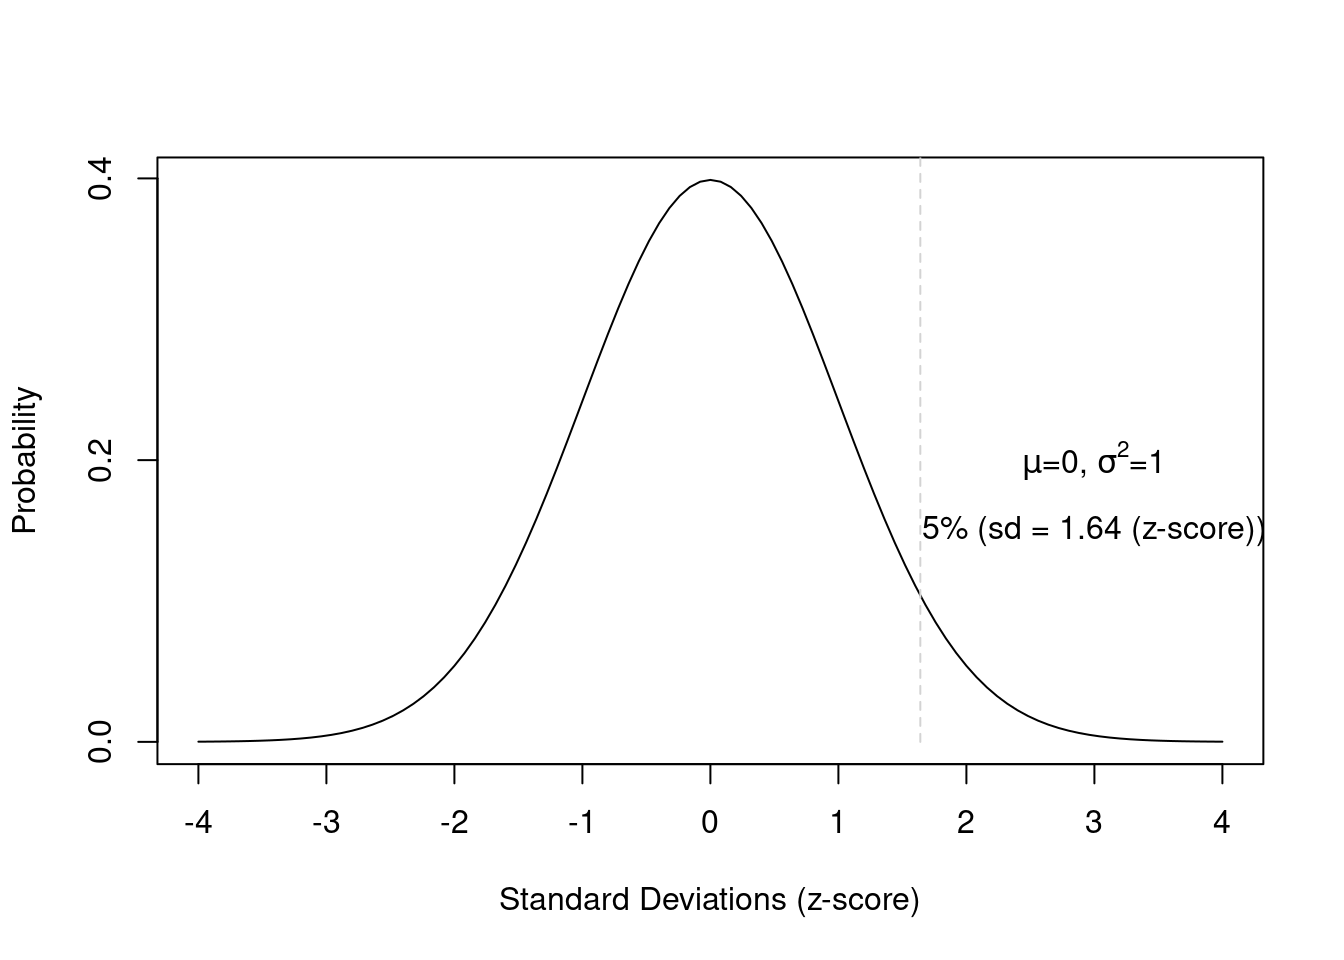 0.4
0.2
0.0
Probability
μ=0, σ²=1
5% (sd = 1.64 (z-score))
-4 -3 -2 -1 0 1 2 3 4
Standard Deviations (z-score)